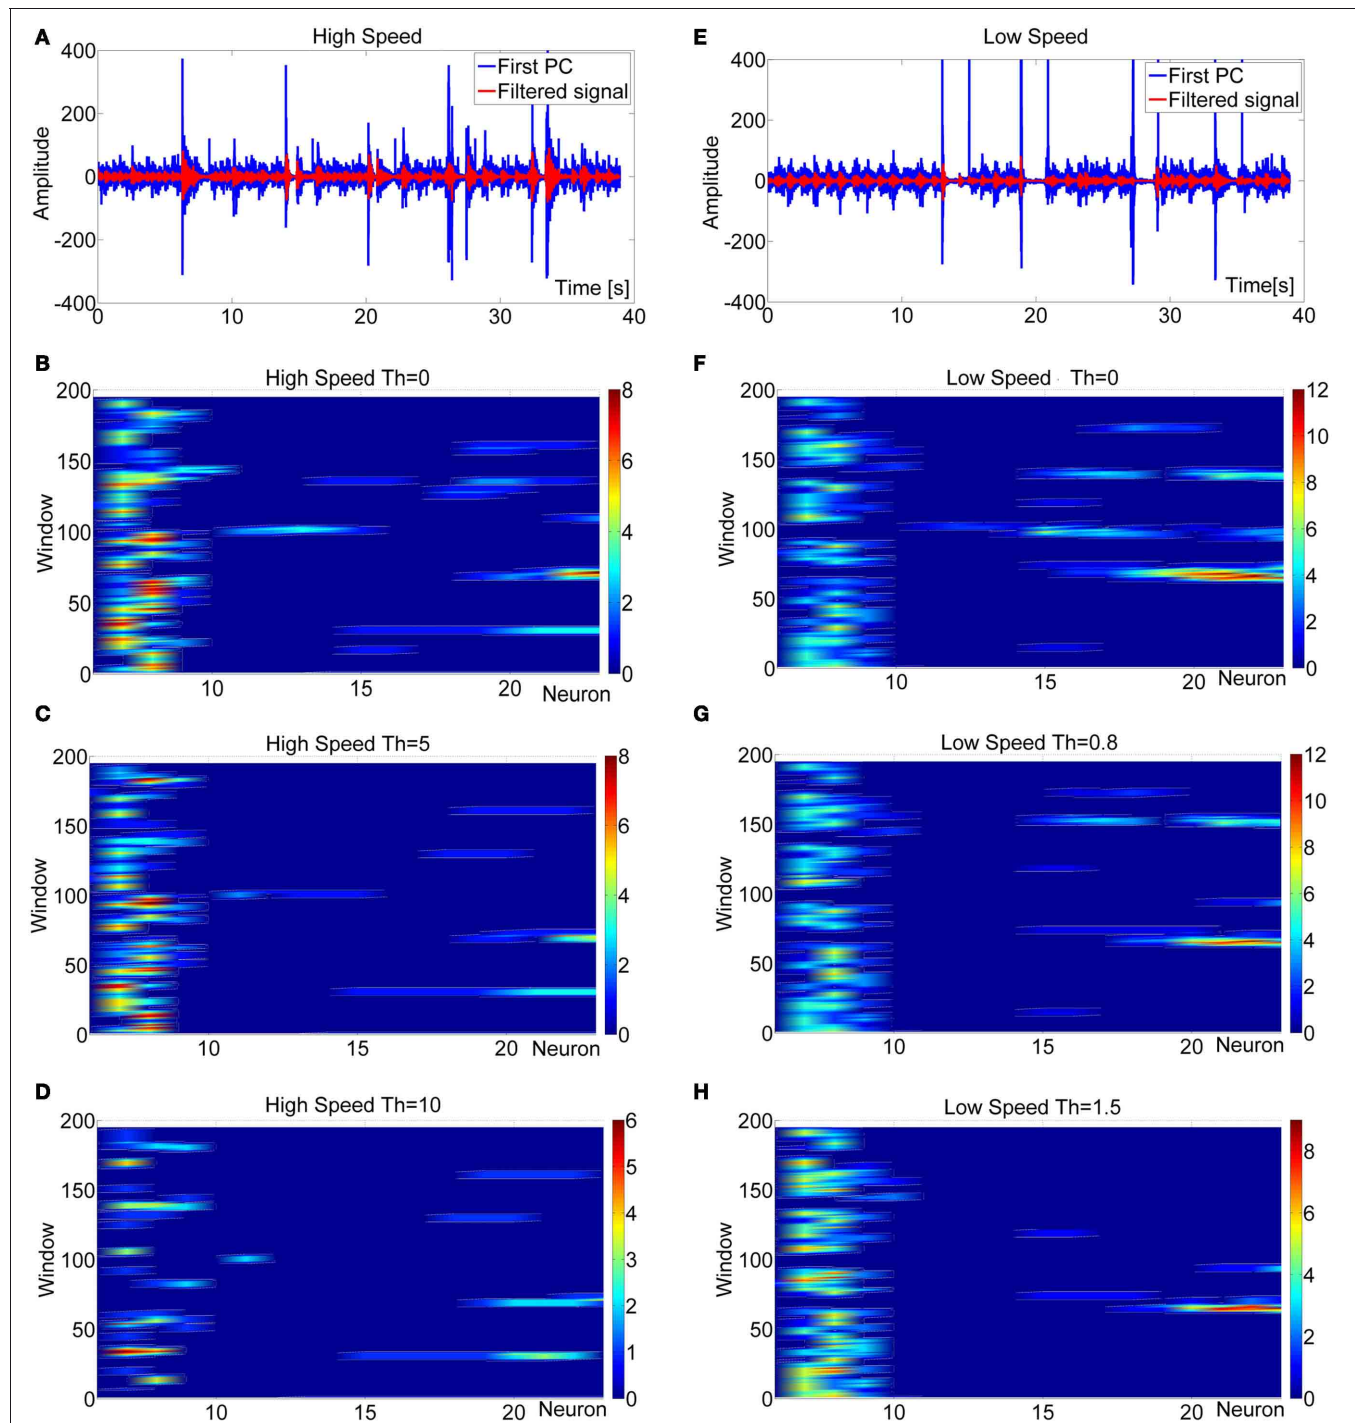 A
High Speed
400
200
0
-200
-400
Amplitude
First PC
Filtered signal
Time [s]
0 10 20 30 40
E
Low Speed
400
200
0
-200
-400
Amplitude
First PC
Filtered signal
Time[s]
0 10 20 30 40
B
High Speed Th=0
200
150
100
50
0
Window
10 15 20 Neuron
8
6
4
2
0
F
Low Speed Th=0
200
150
100
50
0
Window
10 15 20 Neuron
12
10
8
6
4
2
0
C
High Speed Th=5
200
150
100
50
0
Window
10 15 20 Neuron
8
6
4
2
0
G
Low Speed Th=0.8
200
150
100
50
0
Window
10 15 20 Neuron
12
10
8
6
4
2
0
D
High Speed Th=10
200
150
100
50
0
Window
10 15 20 Neuron
6
5
4
3
2
1
0
H
Low Speed Th=1.5
200
150
100
50
0
Window
10 15 20 Neuron
8
6
4
2
0